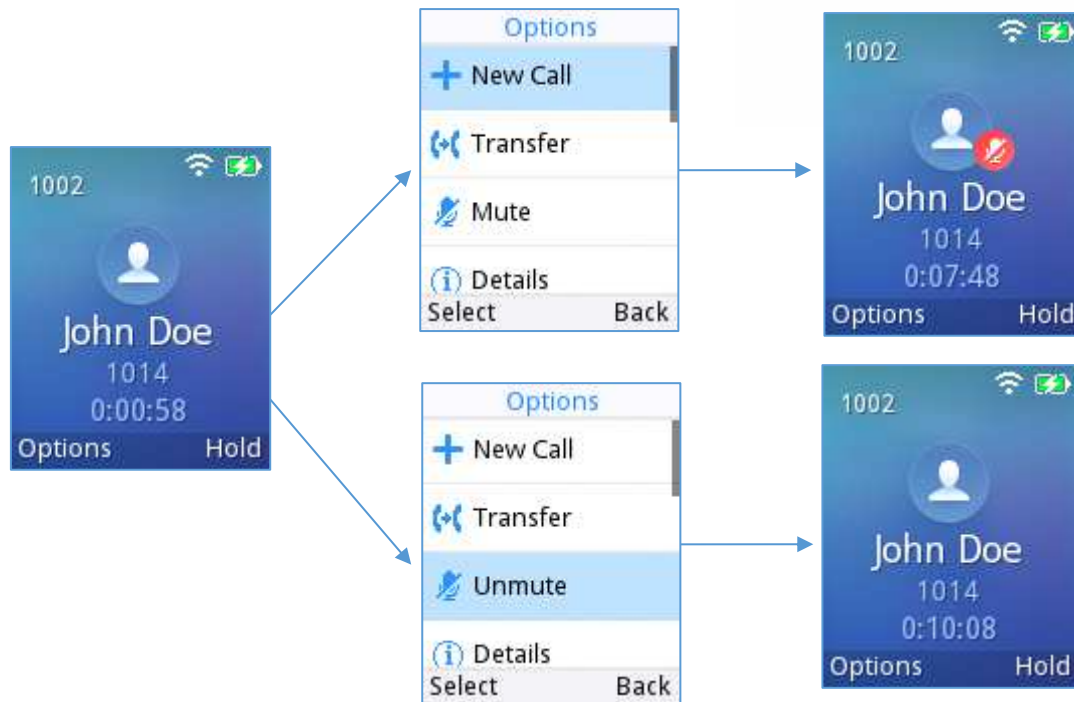 1002
John Doe
1014
0:00:58
Options Hold
Options
New Call
Transfer
Mute
Details
Select Back
1002
John Doe
1014
0:07:48
Options Hold
Options
New Call
Transfer
Unmute
Details
Select Back
1002
John Doe
1014
0:10:08
Options Hold